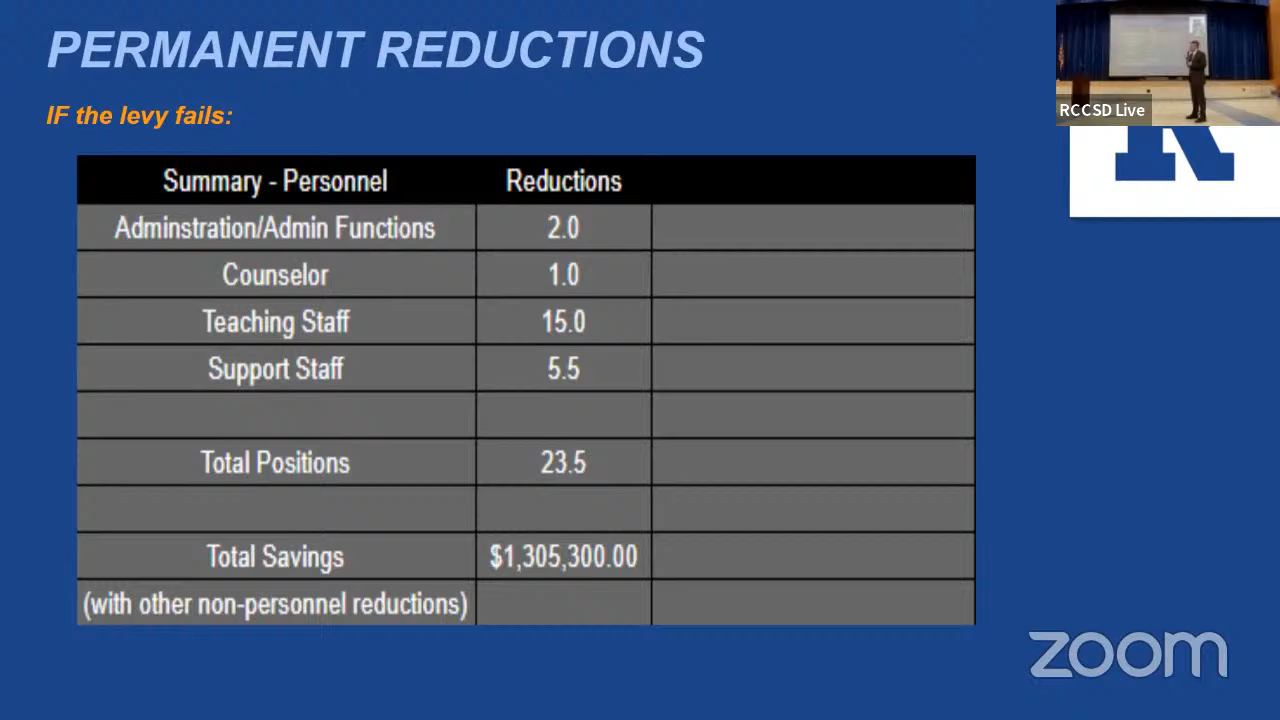 PERMANENT REDUCTIONS
IF the levy fails:
RCCSD Live
R
Summary - Personnel Reductions
Adminstration/Admin Functions 2.0
Counselor 1.0
Teaching Staff 15.0
Support Staff 5.5
Total Positions 23.5
Total Savings $1,305,300.00
(with other non-personnel reductions)
zoom